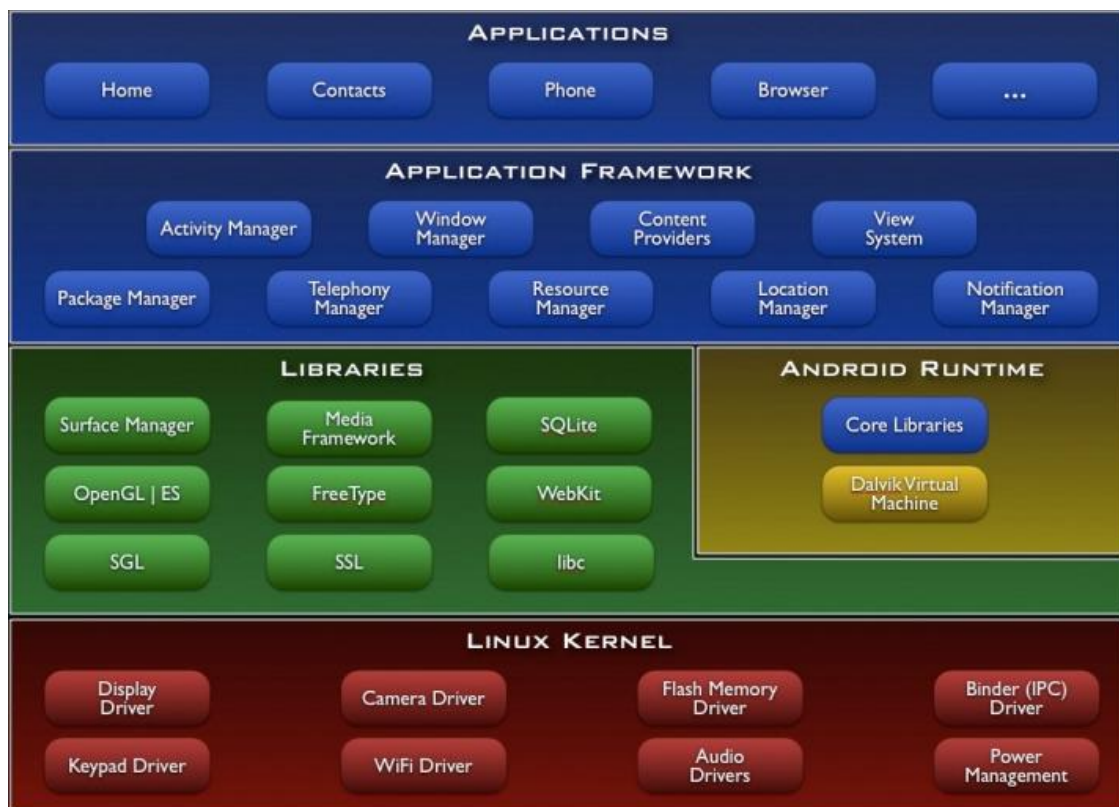 APPLICATIONS
Home
Contacts
Phone
Browser
...
APPLICATION FRAMEWORK
Activity Manager
Window
Manager
Content
Providers
View
System
Package Manager
Telephony
Manager
Resource
Manager
Location
Manager
Notification
Manager
LIBRARIES
Surface Manager
Media
Framework
SQLite
OpenGL | ES
FreeType
WebKit
SGL
SSL
libc
ANDROID RUNTIME
Core Libraries
Dalvik Virtual
Machine
LINUX KERNEL
Display
Driver
Camera Driver
Flash Memory
Driver
Binder (IPC)
Driver
Keypad Driver
WiFi Driver
Audio
Drivers
Power
Management